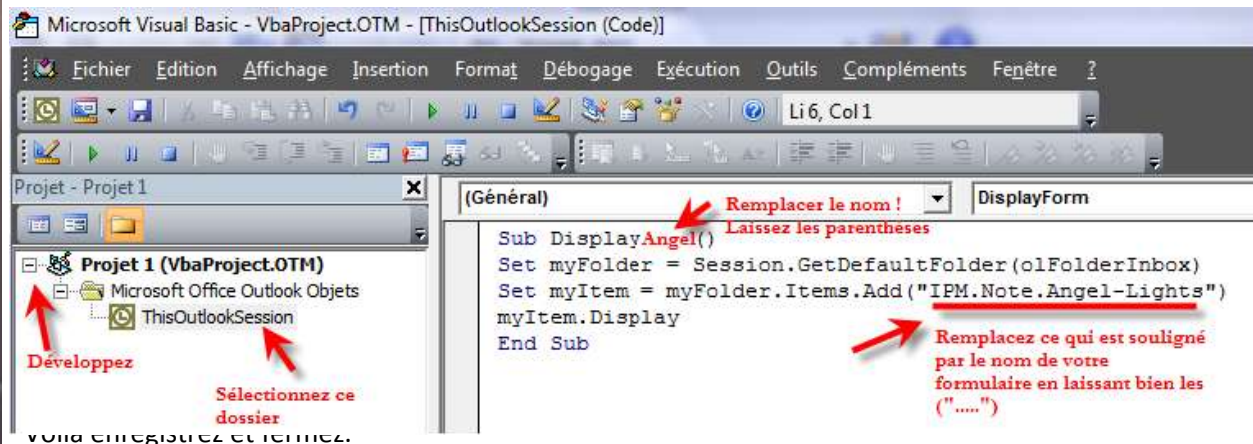 Microsoft Visual Basic - VbaProject.OTM - [ThisOutlookSession (Code)]
Fichier Edition Affichage Insertion Format Débogage Exécution Outils Compléments Fenêtre ?
Li 6, Col 1
Projet - Projet 1
(Général)
DisplayForm
Remplacer le nom !
Laissez les parenthèses
Projet 1 (VbaProject.OTM)
Microsoft Office Outlook Objets
ThisOutlookSession
Développez
Sélectionnez ce
dossier
Sub DisplayAngel()
Set myFolder = Session.GetDefaultFolder(olFolderInbox)
Set myItem = myFolder.Items.Add("IPM.Note.Angel-Lights")
myItem.Display
End Sub
Remplacez ce qui est souligné
par le nom de votre
formulaire en laissant bien les
(".....")
Voilà enregistrez et fermez.